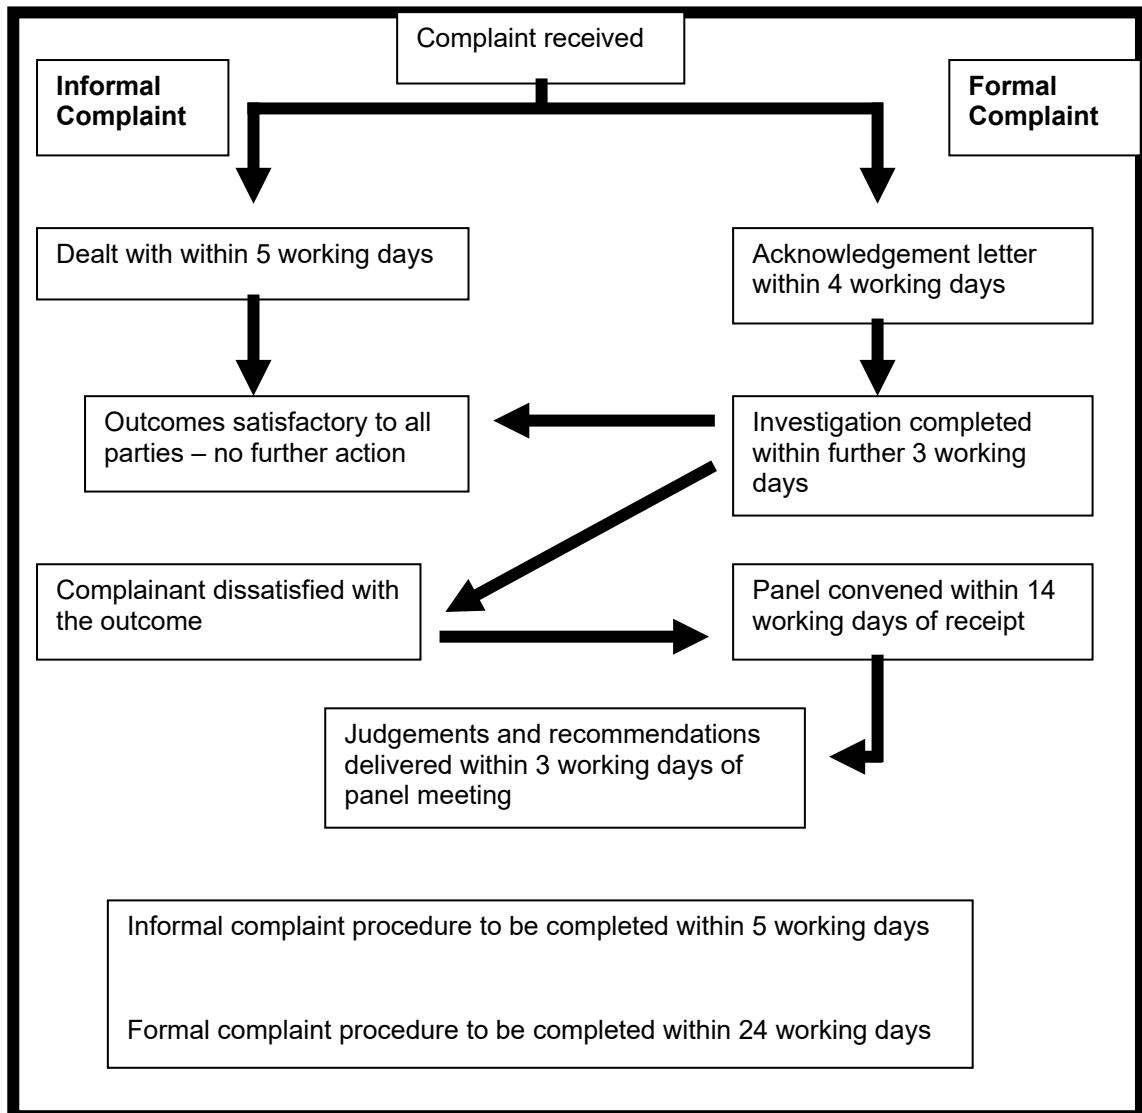 Complaint received
Informal
Complaint
Formal
Complaint
Dealt with within 5 working days
Acknowledgement letter
within 4 working days
Outcomes satisfactory to all
parties – no further action
Investigation completed
within further 3 working
days
Complainant dissatisfied with
the outcome
Panel convened within 14
working days of receipt
Judgements and recommendations
delivered within 3 working days of
panel meeting
Informal complaint procedure to be completed within 5 working days
Formal complaint procedure to be completed within 24 working days